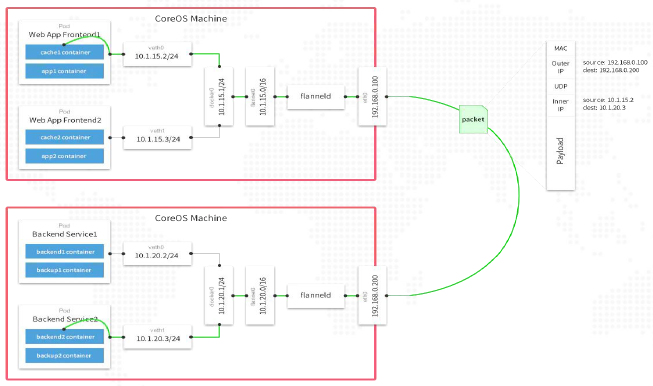 CoreOS Machine
Pod
Web App Frontend1
cache1 container
app1 container
veth0
10.1.15.2/24
Pod
Web App Frontend2
cache2 container
app2 container
veth1
10.1.15.3/24
docker0
10.1.15.1/24
flannel0
10.1.15.0/16
flanneld
eth0
192.168.0.100
packet
MAC
Outer
IP
source: 192.168.0.100
dest: 192.168.0.200
UDP
Inner
IP
source: 10.1.15.2
dest: 10.1.20.3
Payload
CoreOS Machine
Pod
Backend Service1
backend1 container
backup1 container
veth0
10.1.20.2/24
Pod
Backend Service2
backend2 container
backup2 container
veth1
10.1.20.3/24
docker0
10.1.20.1/24
flannel0
10.1.20.0/16
flanneld
eth0
192.168.0.200